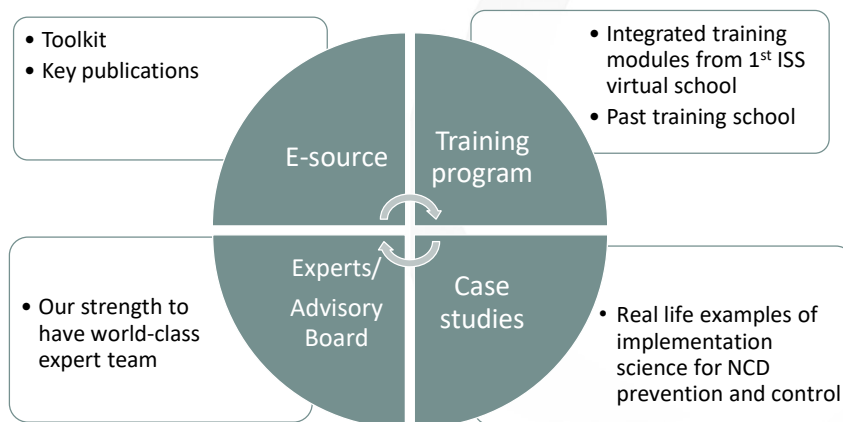 • Toolkit
• Key publications
• Integrated training
modules from 1st ISS
virtual school
• Past training school
E-source
Training
program
Experts/
Advisory
Board
Case
studies
• Our strength to
have world-class
expert team
• Real life examples of
implementation
science for NCD
prevention and control